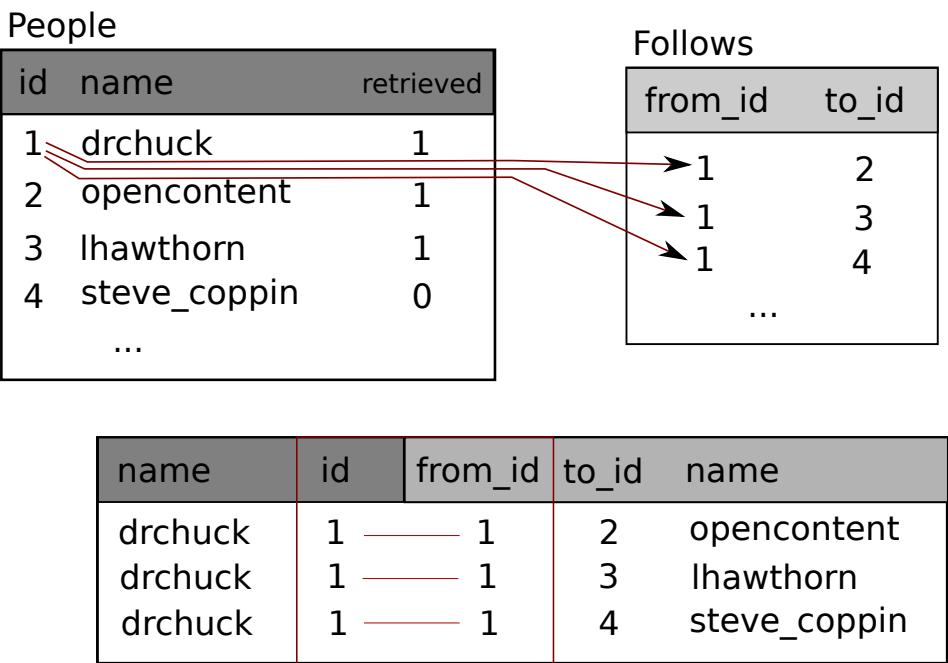 People
id name retrieved
1 drchuck 1
2 opencontent 1
3 lhawthorn 1
4 steve_coppin 0
...
Follows
from_id to_id
1 2
1 3
1 4
...
name id from_id to_id name
drchuck 1 1 2 opencontent
drchuck 1 1 3 lhawthorn
drchuck 1 1 4 steve_coppin